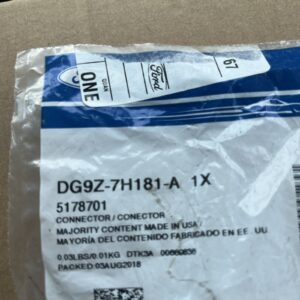 Ford
67
QUAN
ONE
DG9Z-7H181-A 1X
5178701
CONNECTOR / CONECTOR
MAJORITY CONTENT MADE IN USA/
MAYORÍA DEL CONTENIDO FABRICADO EN EE. UU
0.03LBS/0.01KG DTK3A
PACKED:03AUG2018